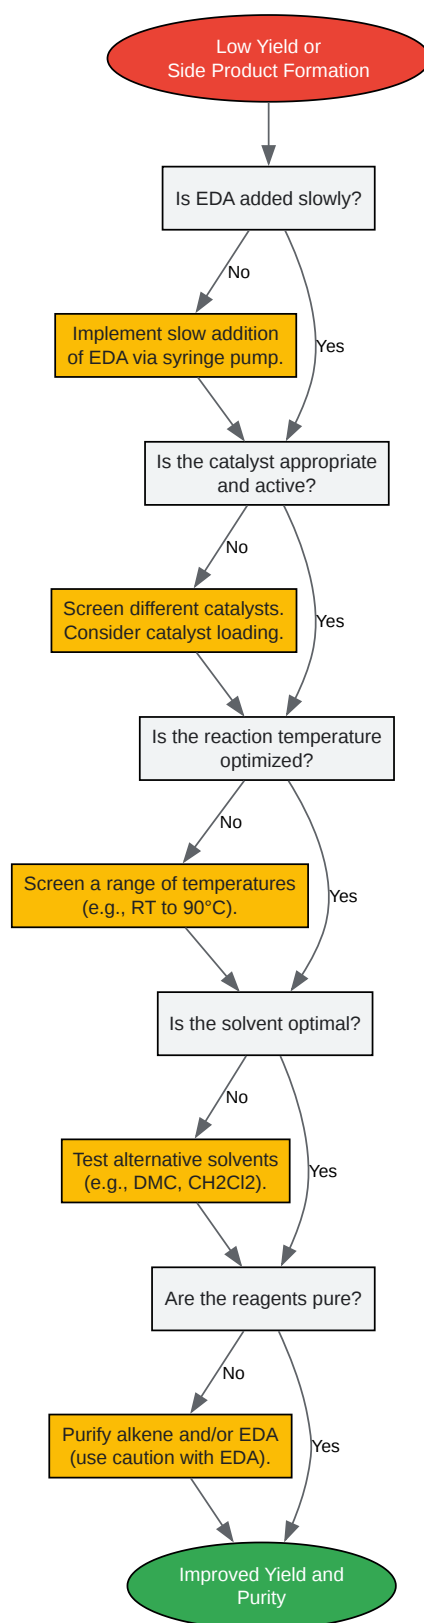 Low Yield or
Side Product Formation
Is EDA added slowly?
No
Implement slow addition
of EDA via syringe pump.
Yes
Is the catalyst appropriate
and active?
No
Screen different catalysts.
Consider catalyst loading.
Yes
Is the reaction temperature
optimized?
No
Screen a range of temperatures
(e.g., RT to 90°C).
Yes
Is the solvent optimal?
No
Test alternative solvents
(e.g., DMC, CH2Cl2).
Yes
Are the reagents pure?
No
Purify alkene and/or EDA
(use caution with EDA).
Yes
Improved Yield and
Purity